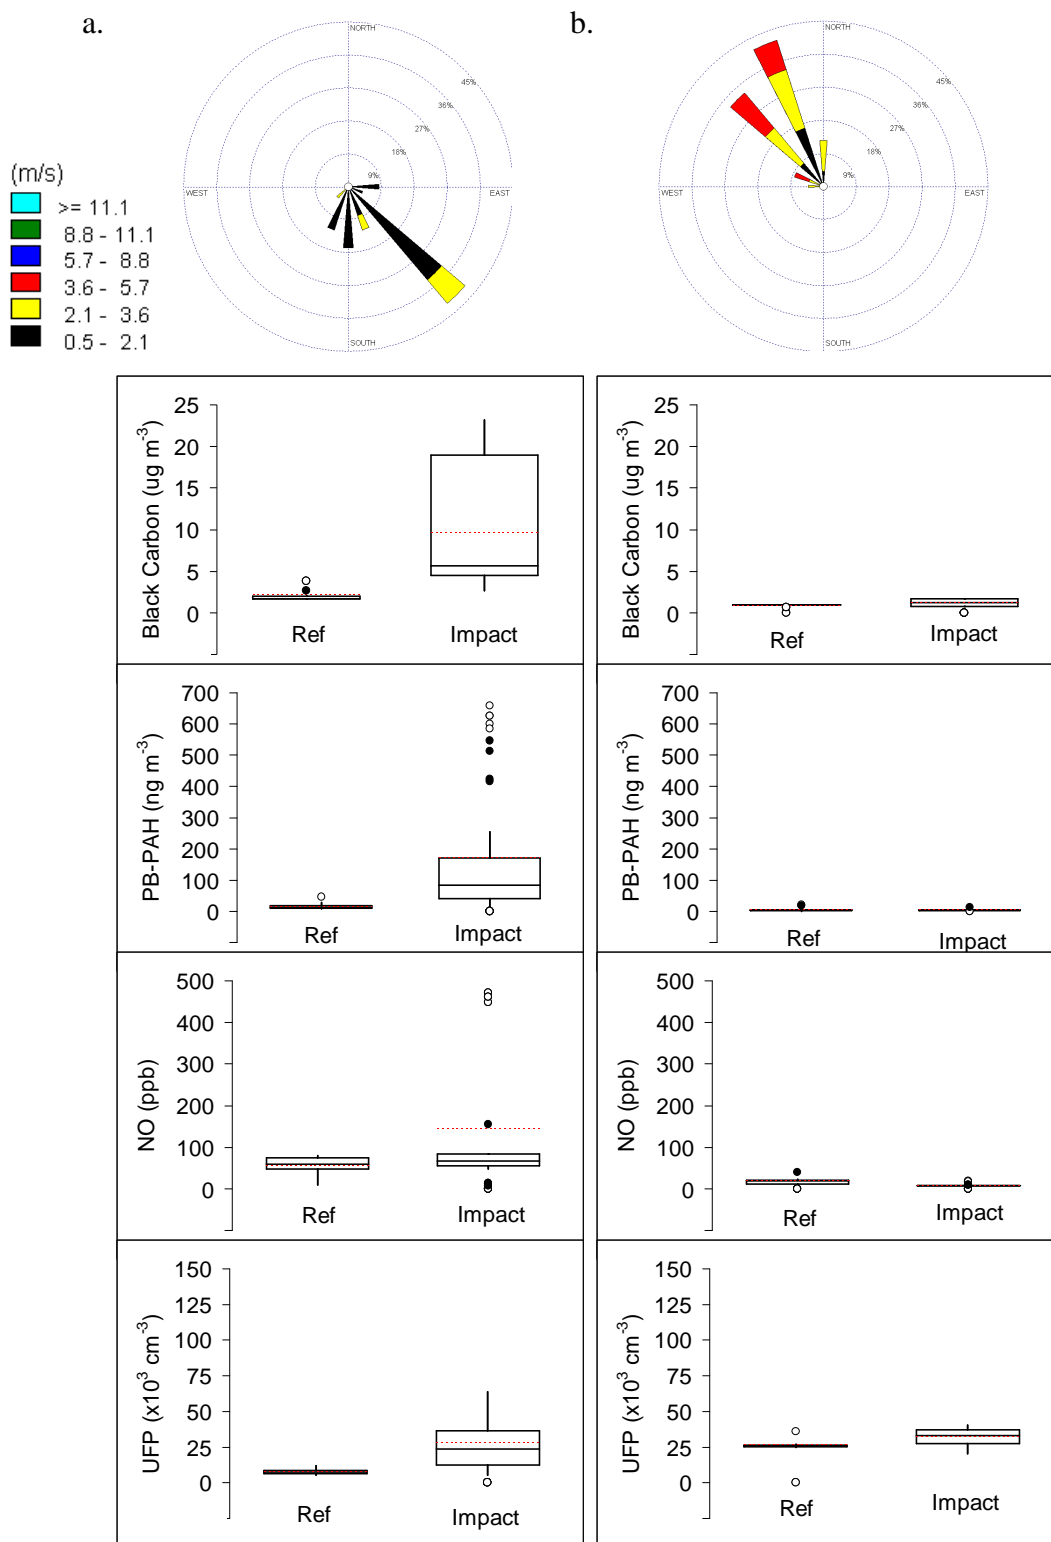 a.
b.
NORTH
45%
36%
27%
18%
9%
WEST
EAST
SOUTH
NORTH
45%
36%
27%
18%
9%
WEST
EAST
SOUTH
(m/s)
>= 11.1
8.8 - 11.1
5.7 - 8.8
3.6 - 5.7
2.1 - 3.6
0.5 - 2.1
Black Carbon (ug m-3)
25
20
15
10
5
0
Ref
Impact
Black Carbon (ug m-3)
25
20
15
10
5
0
Ref
Impact
PB-PAH (ng m-3)
700
600
500
400
300
200
100
0
Ref
Impact
PB-PAH (ng m-3)
700
600
500
400
300
200
100
0
Ref
Impact
NO (ppb)
500
400
300
200
100
0
Ref
Impact
NO (ppb)
500
400
300
200
100
0
Ref
Impact
UFP (x10³ cm-3)
150
125
100
75
50
25
0
Ref
Impact
UFP (x10³ cm-3)
150
125
100
75
50
25
0
Ref
Impact